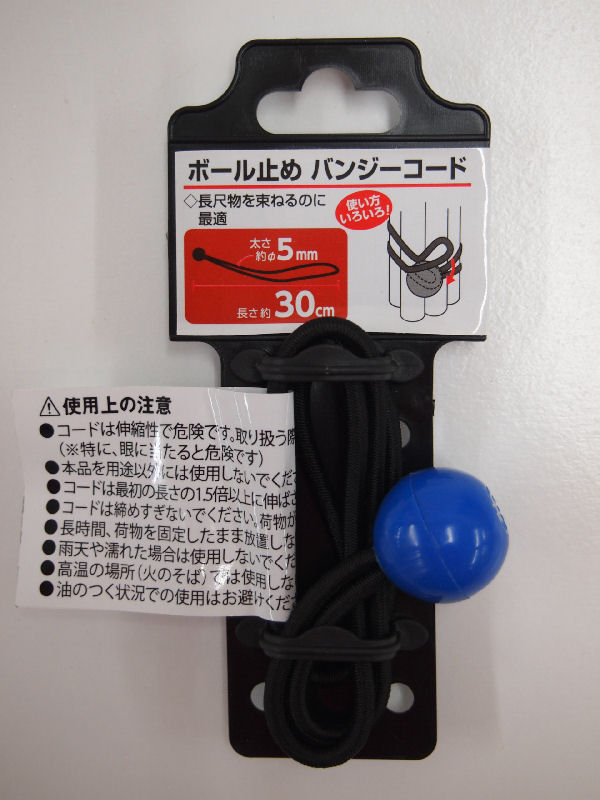 ボール止め バンジーコード
◇長尺物を束ねるのに
最適
使い方
いろいろ!
太さ
約φ5mm
長さ約30cm
⚠使用上の注意
●コードは伸縮性で危険です。取り扱う際
(※特に、眼に当たると危険です)
●本品を用途以外には使用しないでくださ
●コードは最初の長さの1.5倍以上に伸ばさ
●コードは締めすぎないでください。荷物が
●長時間、荷物を固定したまま放置しな
●雨天や濡れた場合は使用しないでくだ
●高温の場所(火のそば)では使用しな
●油のつく状況での使用はお避けくださ